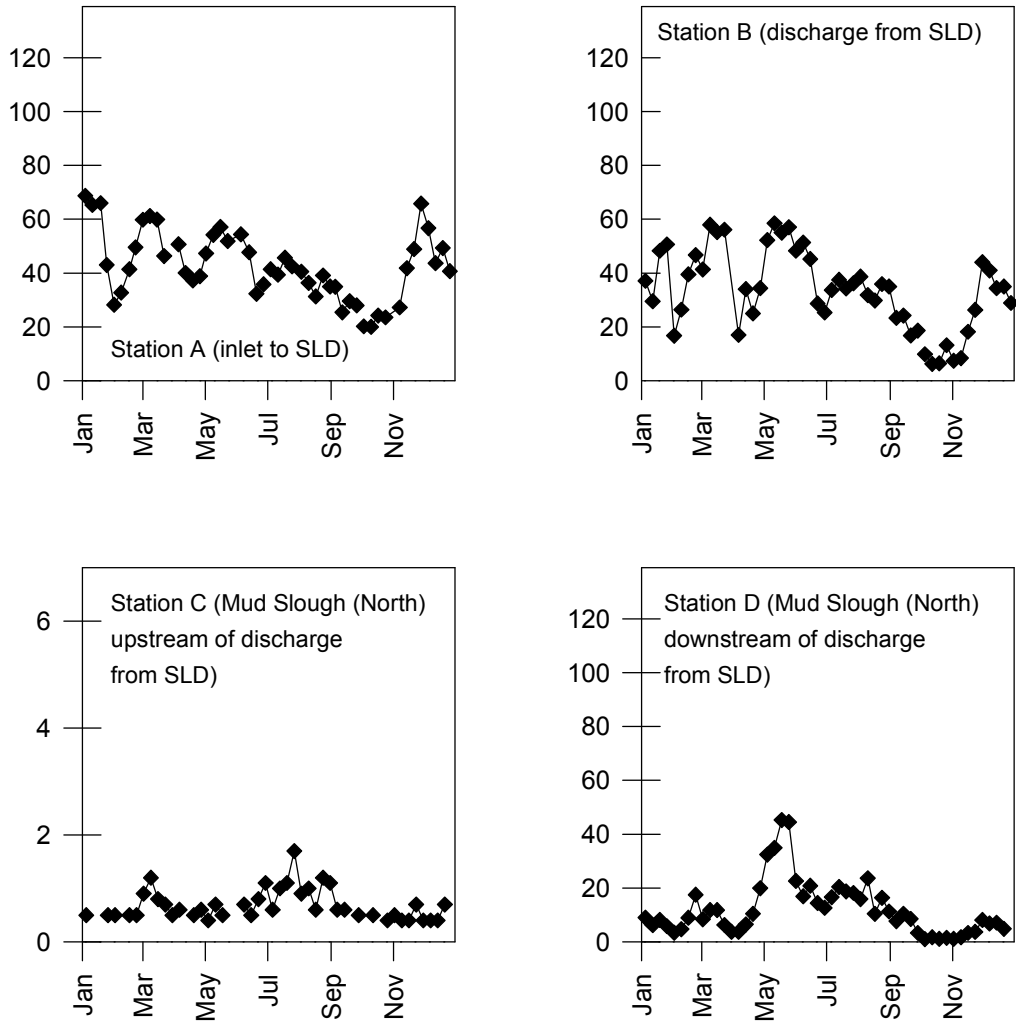 120
100
80
60
40
20
0
Station A (inlet to SLD)
Jan
Mar
May
Jul
Sep
Nov
Station B (discharge from SLD)
120
100
80
60
40
20
0
Jan
Mar
May
Jul
Sep
Nov
Station C (Mud Slough (North)
upstream of discharge
from SLD)
6
4
2
0
Jan
Mar
May
Jul
Sep
Nov
Station D (Mud Slough (North)
downstream of discharge
from SLD)
120
100
80
60
40
20
0
Jan
Mar
May
Jul
Sep
Nov